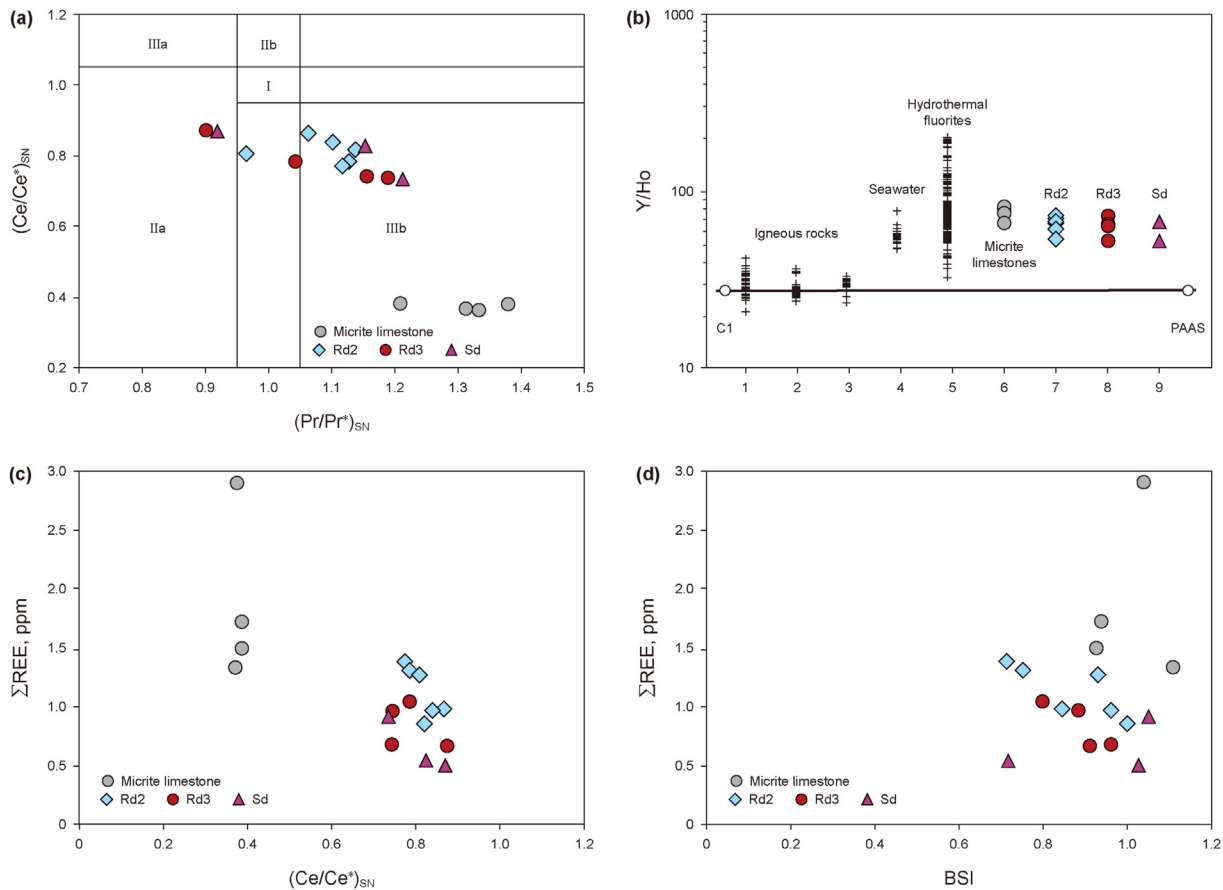 (a)
1.2
1.0
0.8
0.6
0.4
0.2
(Ce/Ce*)SN
IIIa
IIb
I
IIa
IIIb
Micrite limestone
Rd2
Rd3
Sd
0.7
0.8
0.9
1.0
1.1
1.2
1.3
1.4
1.5
(Pr/Pr*)SN
(b)
1000
100
10
Y/Ho
Hydrothermal
fluorites
Seawater
Igneous rocks
Rd2
Rd3
Sd
Micrite
limestones
C1
PAAS
1
2
3
4
5
6
7
8
9
(c)
3.0
2.5
2.0
1.5
1.0
0.5
0
∑REE, ppm
Micrite limestone
Rd2
Rd3
Sd
0
0.2
0.4
0.6
0.8
1.0
1.2
(Ce/Ce*)SN
(d)
3.0
2.5
2.0
1.5
1.0
0.5
0
∑REE, ppm
Micrite limestone
Rd2
Rd3
Sd
0
0.2
0.4
0.6
0.8
1.0
1.2
BSI